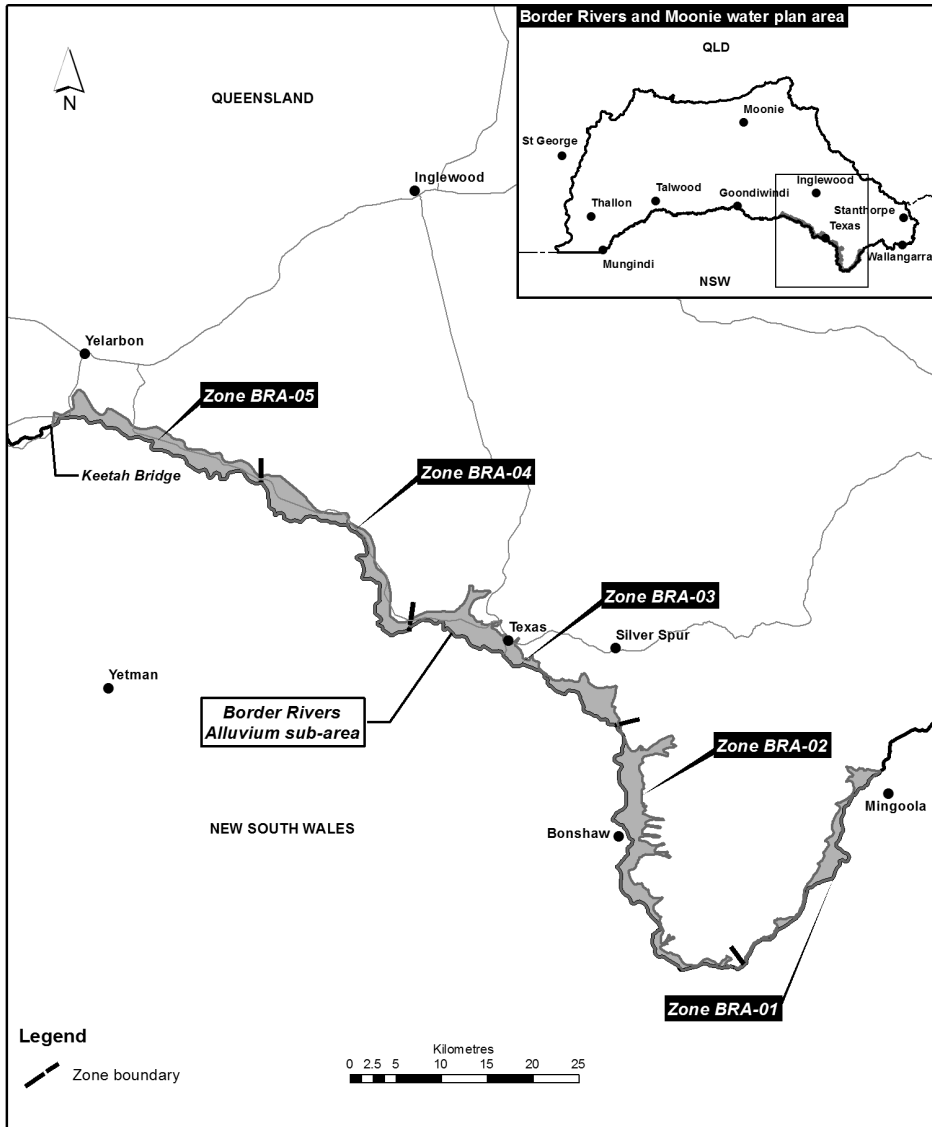 Border Rivers and Moonie water plan area
QLD
Moonie
St George
Inglewood
Talwood
Goondiwindi
Thallon
Stanthorpe
Texas
Wallangarra
Mungindi
NSW
N
QUEENSLAND
Inglewood
Yelarbon
Zone BRA-05
Keetah Bridge
Zone BRA-04
Zone BRA-03
Texas
Silver Spur
Yetman
Border Rivers
Alluvium sub-area
Zone BRA-02
Mingoola
NEW SOUTH WALES
Bonshaw
Zone BRA-01
Legend
Zone boundary
Kilometres
0 2.5 5 10 15 20 25